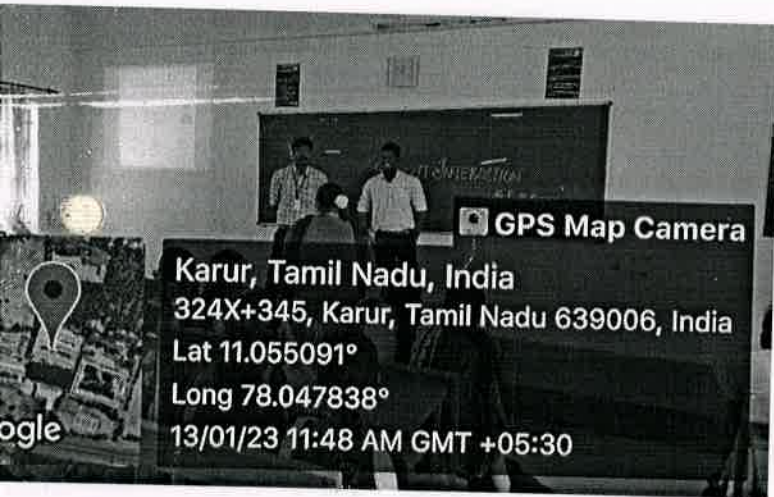 INTERACTION
GPS Map Camera
Karur, Tamil Nadu, India
324X+345, Karur, Tamil Nadu 639006, India
Lat 11.055091°
Long 78.047838°
13/01/23 11:48 AM GMT +05:30
ogle